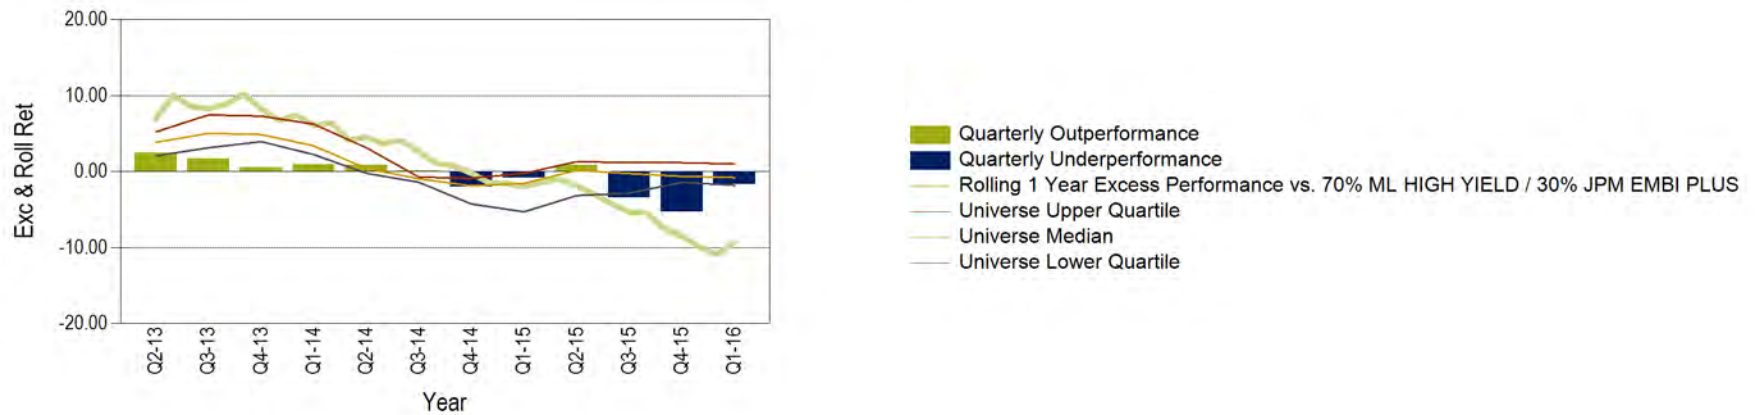 20.00
10.00
0.00
-10.00
-20.00
Exc & Roll Ret
Q2-13
Q3-13
Q4-13
Q1-14
Q2-14
Q3-14
Q4-14
Q1-15
Q2-15
Q3-15
Q4-15
Q1-16
Year
Quarterly Outperformance
Quarterly Underperformance
Rolling 1 Year Excess Performance vs. 70% ML HIGH YIELD / 30% JPM EMBI PLUS
Universe Upper Quartile
Universe Median
Universe Lower Quartile